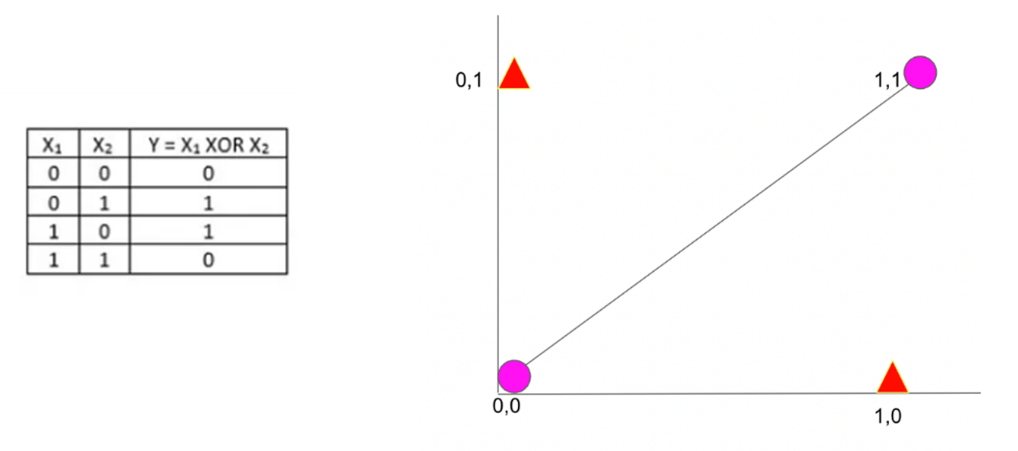 X₁ X₂ Y = X₁ XOR X₂
0 0 0
0 1 1
1 0 1
1 1 0
0,1
1,1
0,0
1,0